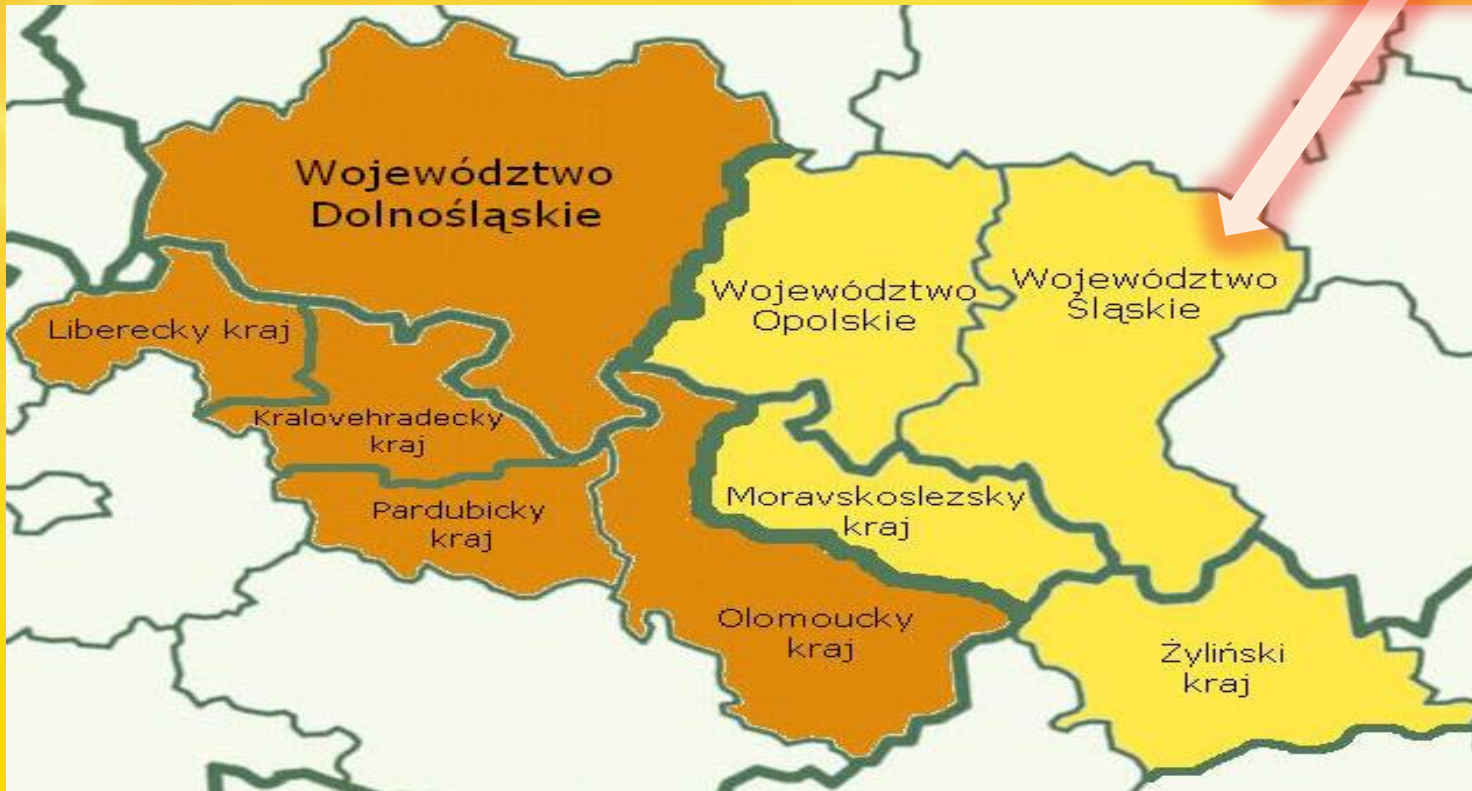 Województwo
Dolnośląskie
Województwo
Opolskie
Województwo
Śląskie
Liberecky kraj
Kralovehradecky
kraj
Pardubicky
kraj
Moravskoslezsky
kraj
Olomoucky
kraj
Żyliński
kraj